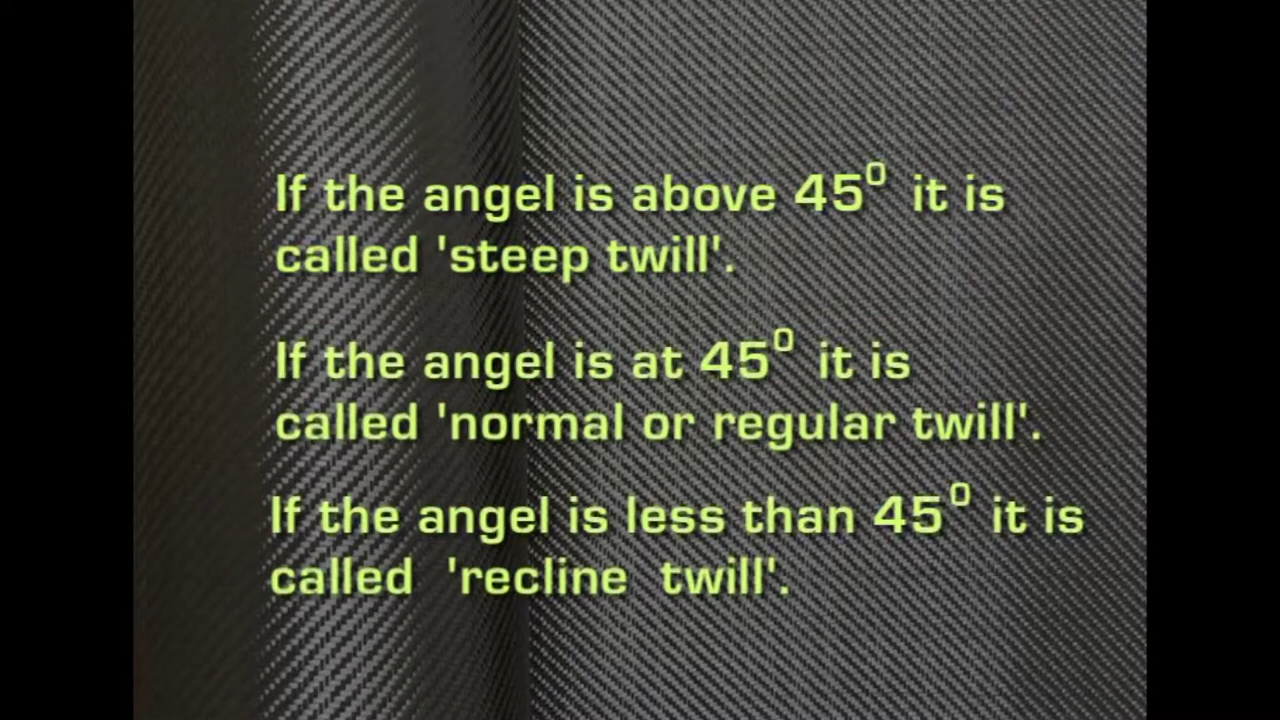 If the angel is above 45⁰ it is
called 'steep twill'.
If the angel is at 45⁰ it is
called 'normal or regular twill'.
If the angel is less than 45⁰ it is
called 'recline twill'.